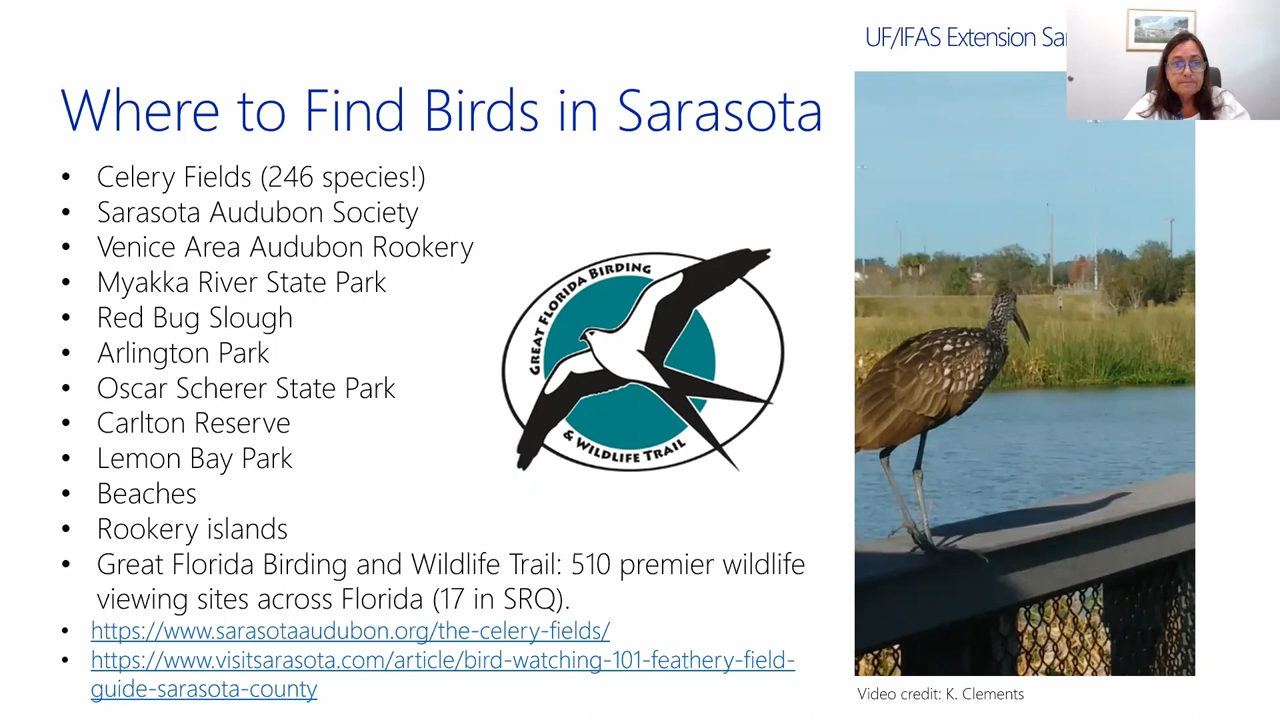 UF/IFAS Extension
Where to Find Birds in Sarasota
• Celery Fields (246 species!)
• Sarasota Audubon Society
• Venice Area Audubon Rookery
• Myakka River State Park
• Red Bug Slough
• Arlington Park
• Oscar Scherer State Park
• Carlton Reserve
• Lemon Bay Park
• Beaches
• Rookery islands
• Great Florida Birding and Wildlife Trail: 510 premier wildlife
viewing sites across Florida (17 in SRQ).
• https://www.sarasotaaudubon.org/the-celery-fields/
• https://www.visitsarasota.com/article/bird-watching-101-feathery-field-
guide-sarasota-county
GREAT FLORIDA BIRDING
& WILDLIFE TRAIL
Video credit: K. Clements